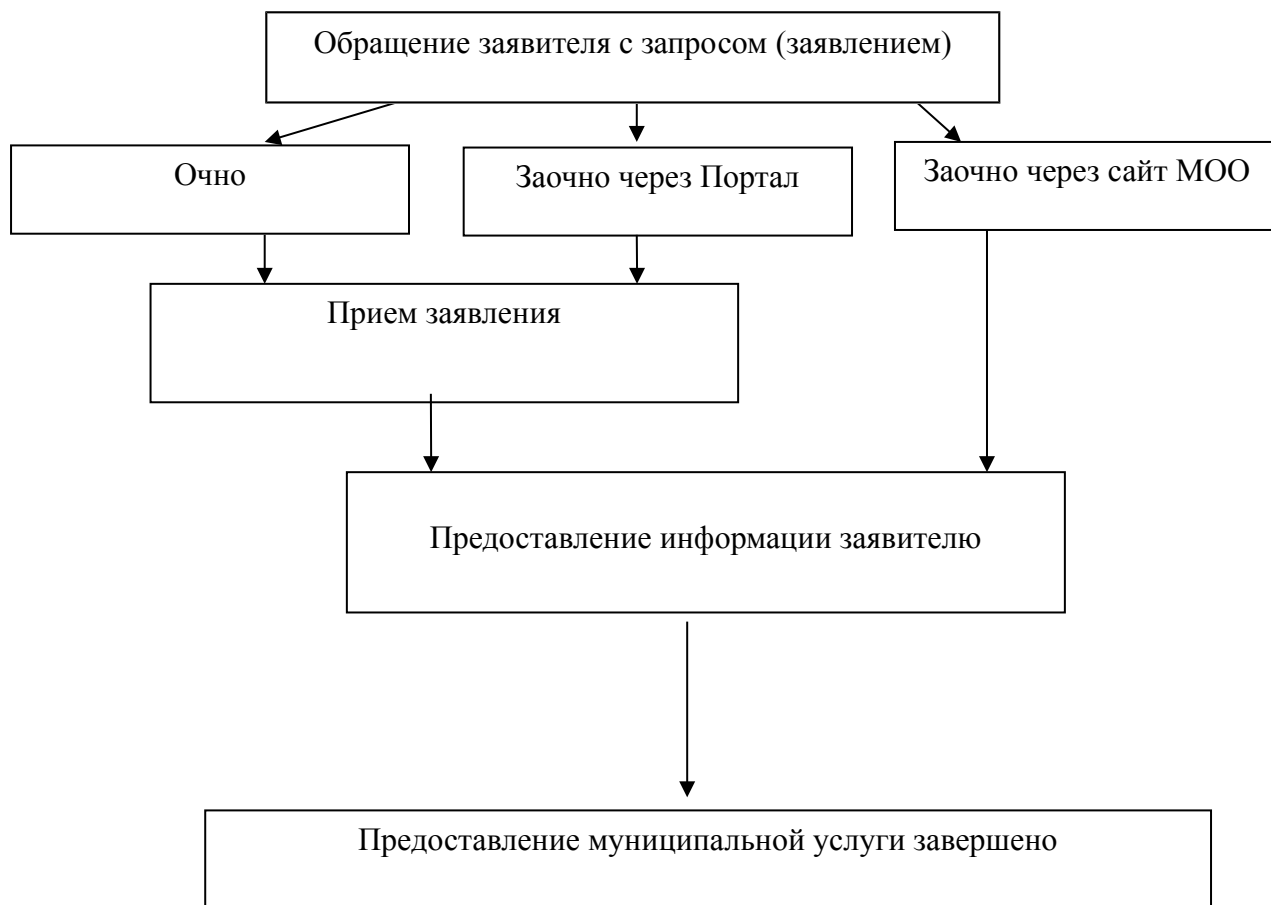 Обращение заявителя с запросом (заявлением)
Очно
Заочно через Портал
Заочно через сайт МОО
Прием заявления
Предоставление информации заявителю
Предоставление муниципальной услуги завершено